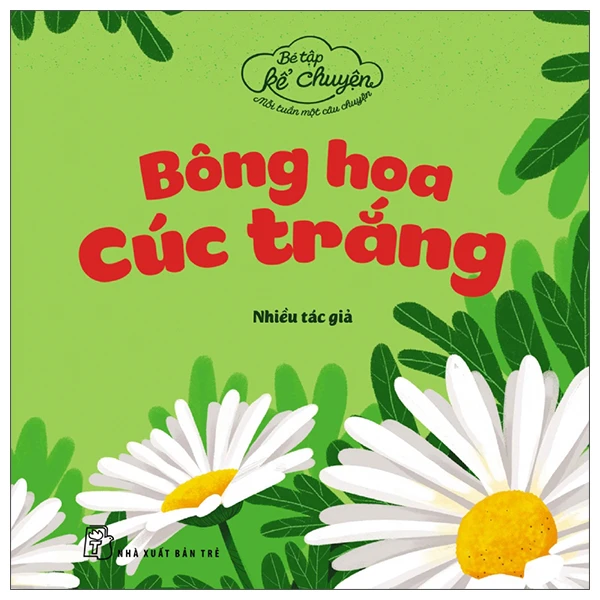 Bé tập
kể chuyện
Mỗi tuần một câu chuyện
Bông hoa
Cúc trắng
Nhiều tác giả
NHÀ XUẤT BẢN TRẺ